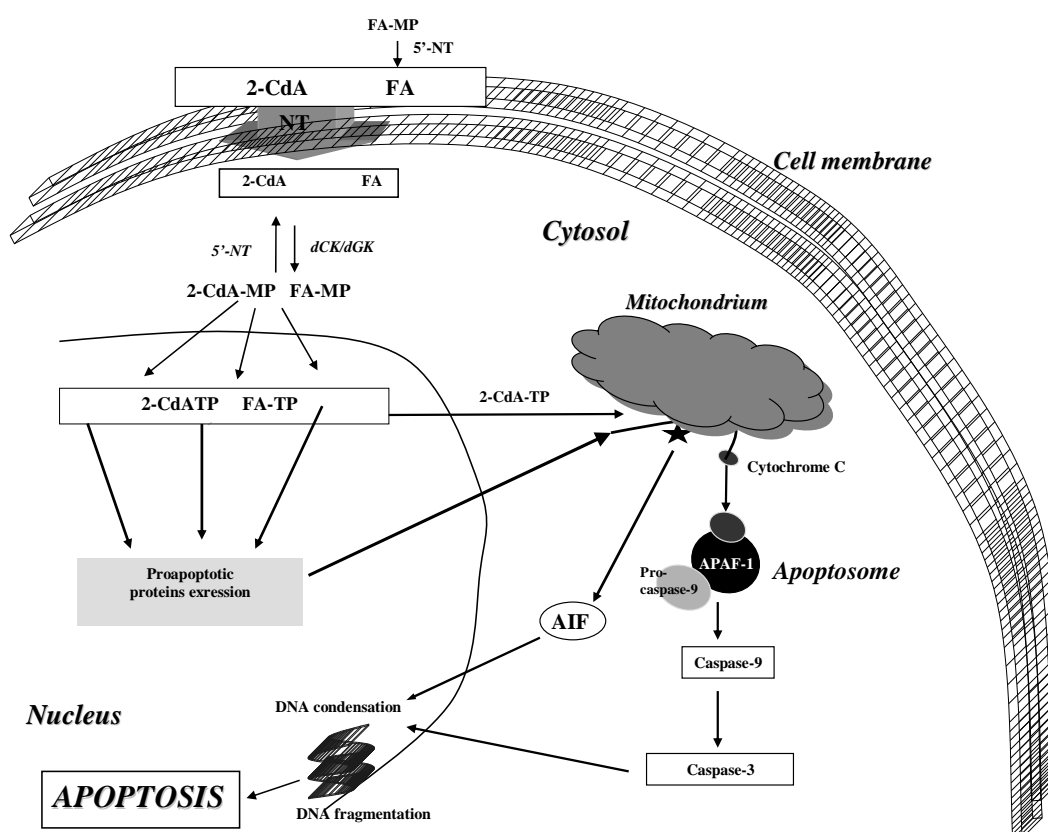 FA-MP
5'-NT
2-CdA FA
NT
2-CdA FA
Cell membrane
Cytosol
5'-NT dCK/dGK
2-CdA-MP FA-MP
Mitochondrium
2-CdATP FA-TP
2-CdA-TP
Cytochrome C
APAF-1
Pro-
caspase-9
Apoptosome
Proapoptotic
proteins exression
AIF
Caspase-9
Nucleus
DNA condensation
Caspase-3
APOPTOSIS
DNA fragmentation